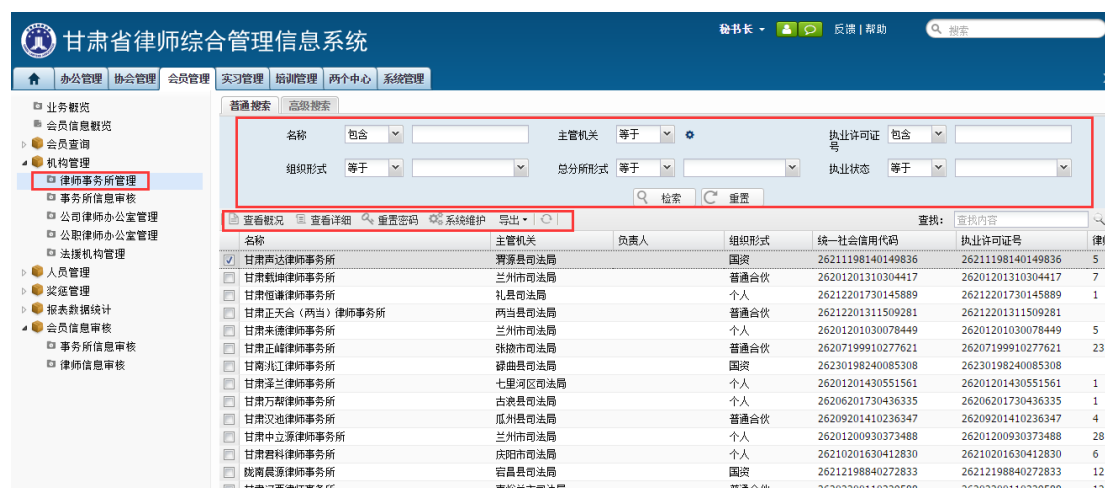 甘肃省律师综合管理信息系统
秘书长 反馈 | 帮助 搜索
办公管理 协会管理 会员管理 实习管理 培训管理 两个中心 系统管理
业务概览
会员信息概览
会员查询
机构管理
律师事务所管理
事务所信息审核
公司律师办公室管理
公职律师办公室管理
法援机构管理
人员管理
奖惩管理
报表数据统计
会员信息审核
事务所信息审核
律师信息审核
普通搜索 高级搜索
名称 包含 主管机关 等于 执业许可证号 包含
组织形式 等于 总分所形式 等于 执业状态 等于
检索 重置
查看概况 查看详细 重置密码 系统维护 导出 查找: 查找内容
名称 主管机关 负责人 组织形式 统一社会信用代码 执业许可证号
甘肃声达律师事务所 渭源县司法局 国资 26211198140149836 26211198140149836 5
甘肃甄坤律师事务所 兰州市司法局 普通合伙 26201201310304417 26201201310304417 7
甘肃恒谦律师事务所 礼县司法局 个人 26212201730145889 26212201730145889 1
甘肃正天合（两当）律师事务所 两当县司法局 普通合伙 26212201311509281 26212201311509281
甘肃来德律师事务所 兰州市司法局 个人 26201201030078449 26201201030078449 5
甘肃正峰律师事务所 张掖市司法局 普通合伙 26207199910277621 26207199910277621 23
甘南洮江律师事务所 碌曲县司法局 国资 26230198240085308 26230198240085308
甘肃泽兰律师事务所 七里河区司法局 个人 26201201430551561 26201201430551561 1
甘肃万帮律师事务所 古浪县司法局 个人 26206201730436335 26206201730436335 1
甘肃汉池律师事务所 瓜州县司法局 普通合伙 26209201410236347 26209201410236347 4
甘肃中立源律师事务所 兰州市司法局 个人 26201200930373488 26201200930373488 28
甘肃君科律师事务所 庆阳市司法局 个人 26210201630412830 26210201630412830 6
陇南晨源律师事务所 宕昌县司法局 国资 26212198840272833 26212198840272833 12